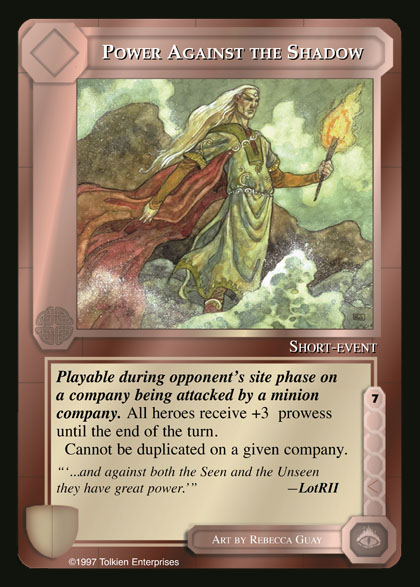 Power Against the Shadow
Short-event
Playable during opponent's site phase on
a company being attacked by a minion
company. All heroes receive +3 prowess
until the end of the turn.
Cannot be duplicated on a given company.
"'...and against both the Seen and the Unseen
they have great power.'" —LotRII
7
Art by Rebecca Guay
©1997 Tolkien Enterprises